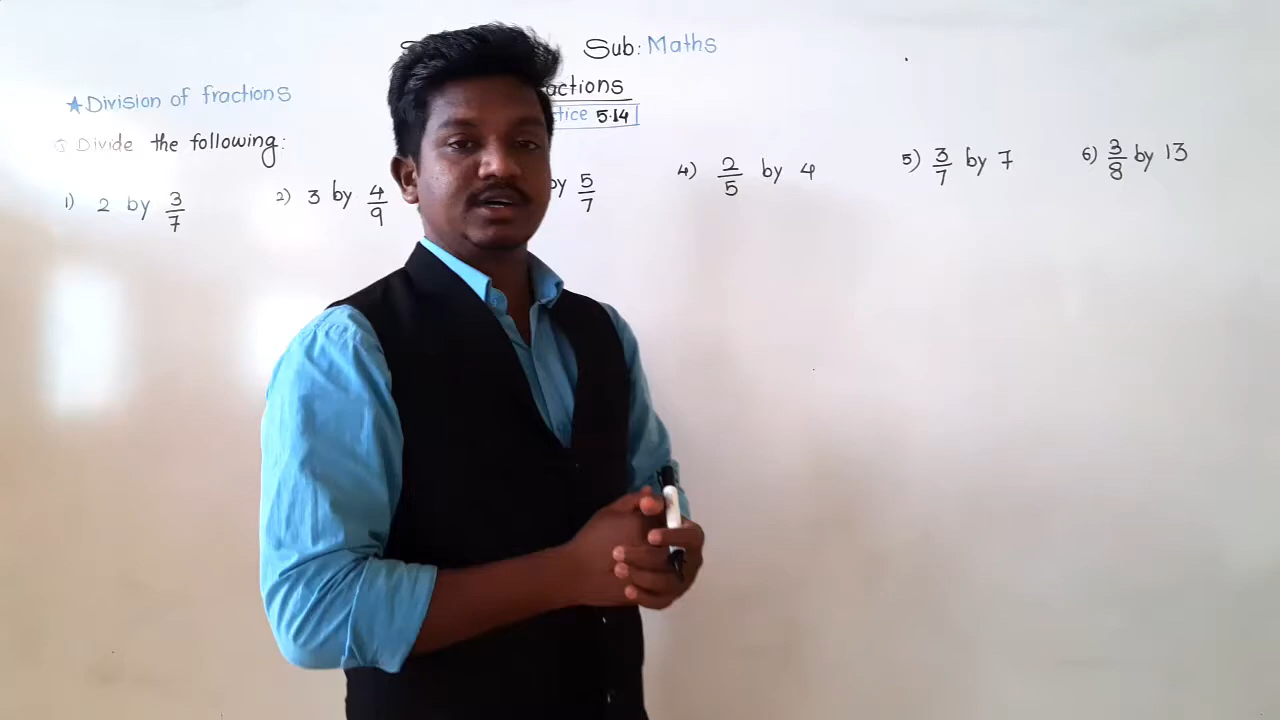 Sub: Maths
actions
★Division of fractions
tice 5.14
Divide the following:
1) 2 by 3/7
2) 3 by 4/9
by 5/7
4) 2/5 by 4
5) 3/7 by 7
6) 3/8 by 13